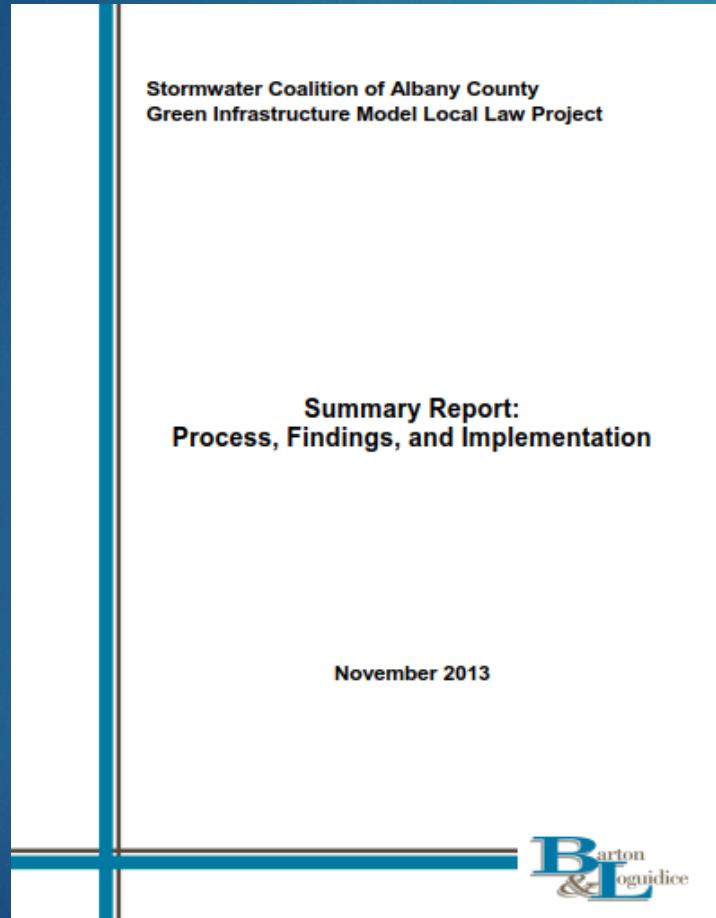 Stormwater Coalition of Albany County
Green Infrastructure Model Local Law Project
Summary Report:
Process, Findings, and Implementation
November 2013
Barton
& Loguidice